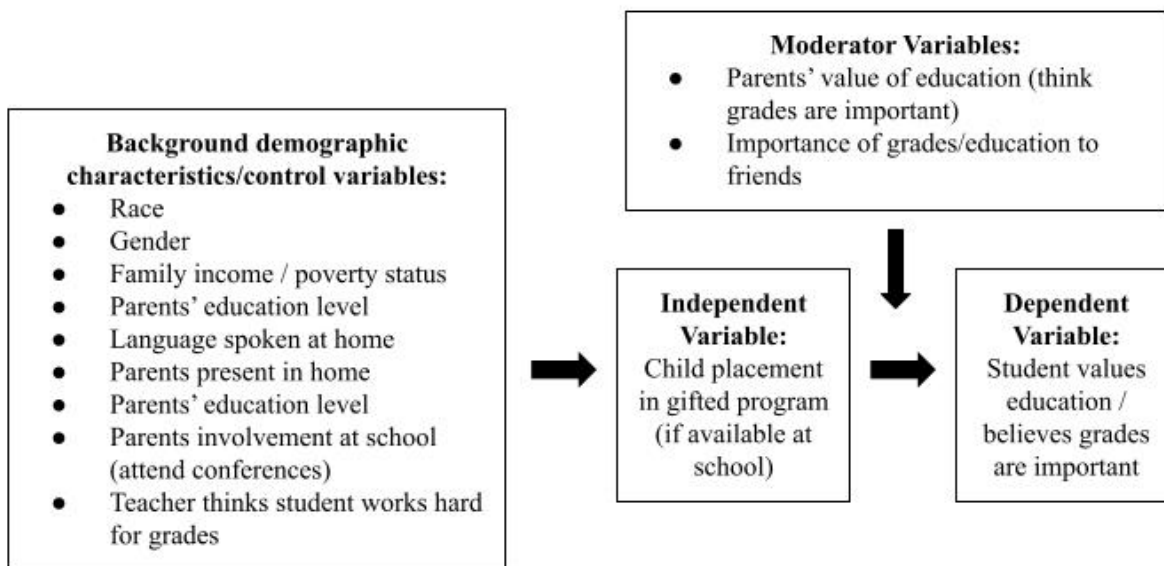 Background demographic
characteristics/control variables:
● Race
● Gender
● Family income / poverty status
● Parents’ education level
● Language spoken at home
● Parents present in home
● Parents’ education level
● Parents involvement at school
(attend conferences)
● Teacher thinks student works hard
for grades
Moderator Variables:
● Parents’ value of education (think
grades are important)
● Importance of grades/education to
friends
Independent
Variable:
Child placement
in gifted program
(if available at
school)
Dependent
Variable:
Student values
education /
believes grades
are important